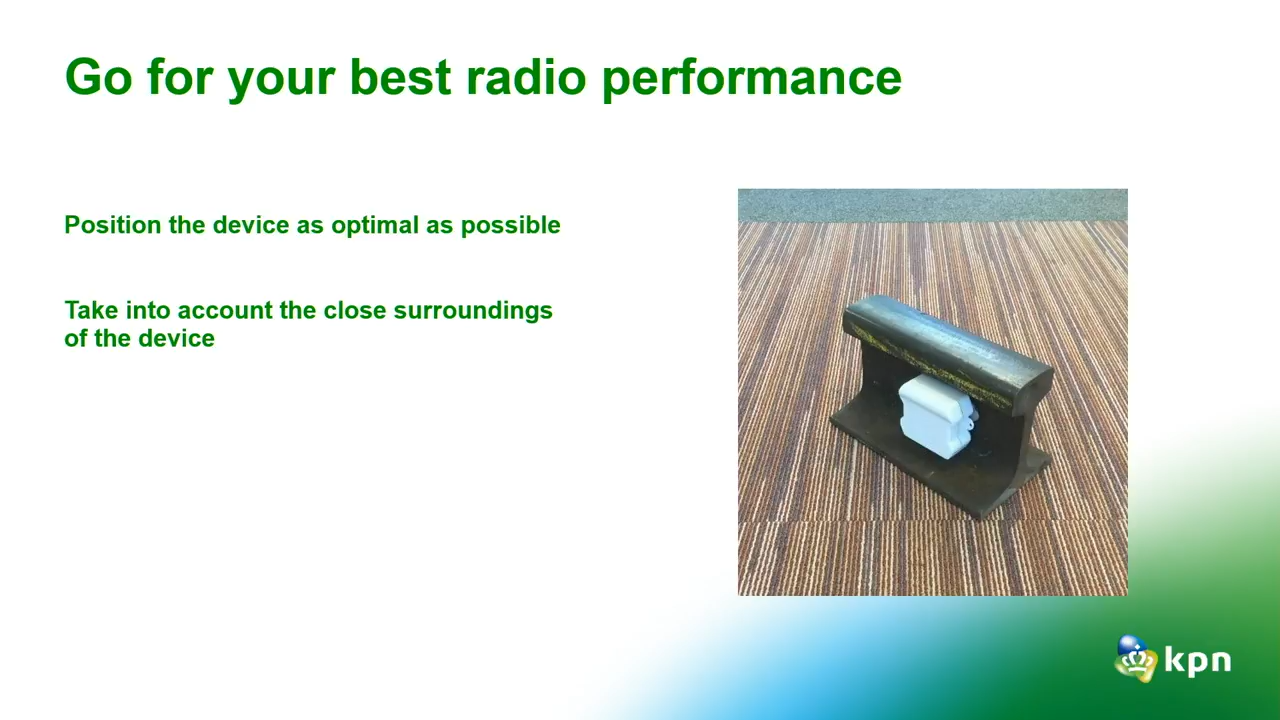 Go for your best radio performance
Position the device as optimal as possible
Take into account the close surroundings
of the device
kpn